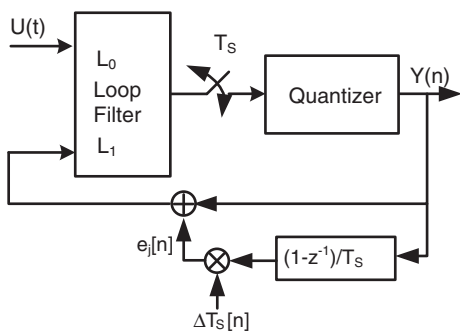 U(t)
L₀
Loop
Filter
L₁
T_S
Quantizer
Y(n)
e_j[n]
(1-z⁻¹)/T_S
ΔT_S[n]